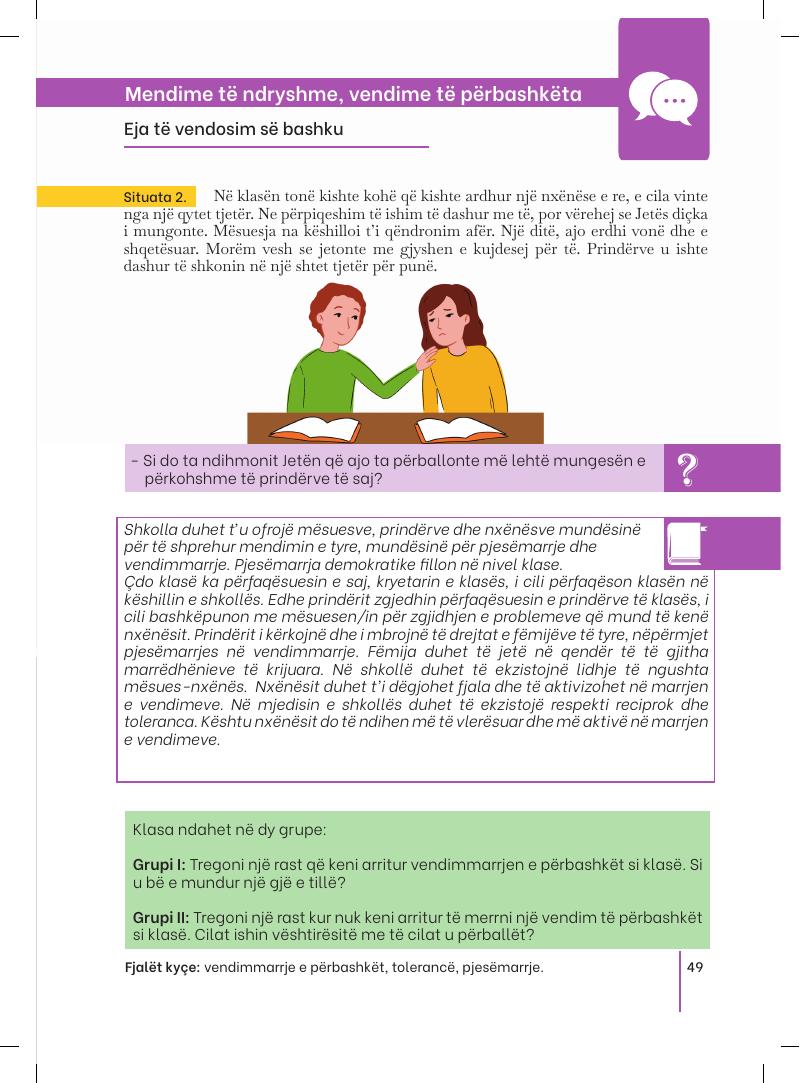 Mendime të ndryshme, vendime të përbashkëta
Eja të vendosim së bashku
Situata 2. Në klasën tonë kishte kohë që kishte ardhur një nxënëse e re, e cila vinte
nga një qytet tjetër. Ne përpiqeshim të ishim të dashur me të, por vërehej se Jetës diçka
i mungonte. Mësuesja na këshilloi t’i qëndronim afër. Një ditë, ajo erdhi vonë dhe e
shqetësuar. Morëm vesh se jetonte me gjyshen e kujdesej për të. Prindërve u ishte
dashur të shkonin në një shtet tjetër për punë.
- Si do ta ndihmonit Jetën që ajo ta përballonte më lehtë mungesën e
përkohshme të prindërve të saj?
?
Shkolla duhet t’u ofrojë mësuesve, prindërve dhe nxënësve mundësinë
për të shprehur mendimin e tyre, mundësinë për pjesëmarrje dhe
vendimmarrje. Pjesëmarrja demokratike fillon në nivel klase.
Çdo klasë ka përfaqësuesin e saj, kryetarin e klasës, i cili përfaqëson klasën në
këshillin e shkollës. Edhe prindërit zgjedhin përfaqësuesin e prindërve të klasës, i
cili bashkëpunon me mësuesen/in për zgjidhjen e problemeve që mund të kenë
nxënësit. Prindërit i kërkojnë dhe i mbrojnë të drejtat e fëmijëve të tyre, nëpërmjet
pjesëmarrjes në vendimmarrje. Fëmija duhet të jetë në qendër të të gjitha
marrëdhënieve të krijuara. Në shkollë duhet të ekzistojnë lidhje të ngushta
mësues-nxënës. Nxënësit duhet t’i dëgjohet fjala dhe të aktivizohet në marrjen
e vendimeve. Në mjedisin e shkollës duhet të ekzistojë respekti reciprok dhe
toleranca. Kështu nxënësit do të ndihen më të vlerësuar dhe më aktivë në marrjen
e vendimeve.
Klasa ndahet në dy grupe:
Grupi I: Tregoni një rast që keni arritur vendimmarrjen e përbashkët si klasë. Si
u bë e mundur një gjë e tillë?
Grupi II: Tregoni një rast kur nuk keni arritur të merrni një vendim të përbashkët
si klasë. Cilat ishin vështirësitë me të cilat u përballët?
Fjalët kyçe: vendimmarrje e përbashkët, tolerancë, pjesëmarrje.
49